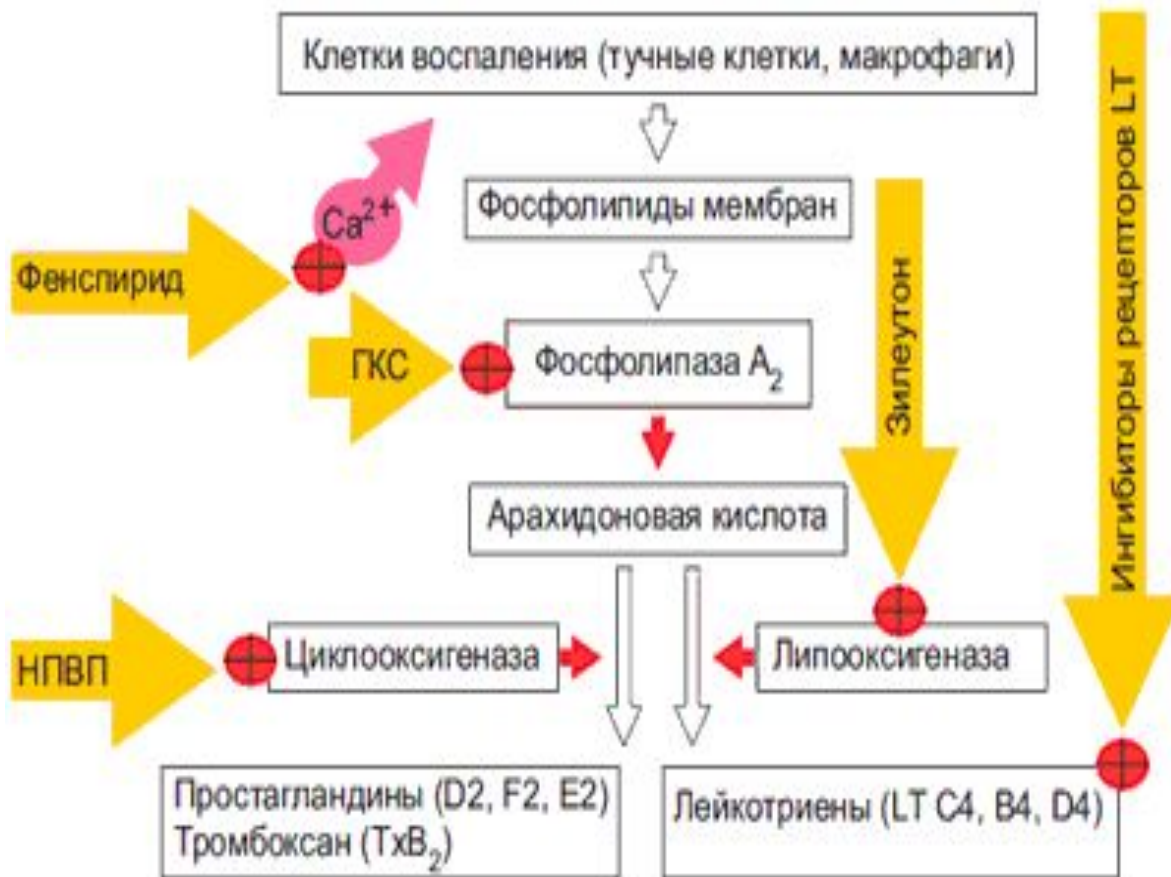 Клетки воспаления (тучные клетки, макрофаги)
Ca²⁺
Фосфолипиды мембран
Фенспирид
ГКС
Фосфолипаза A₂
Зилеутон
Ингибиторы рецепторов LT
Арахидоновая кислота
НПВП
Циклооксигеназа
Липооксигеназа
Простагландины (D2, F2, E2)
Тромбоксан (TxB₂)
Лейкотриены (LT C4, B4, D4)